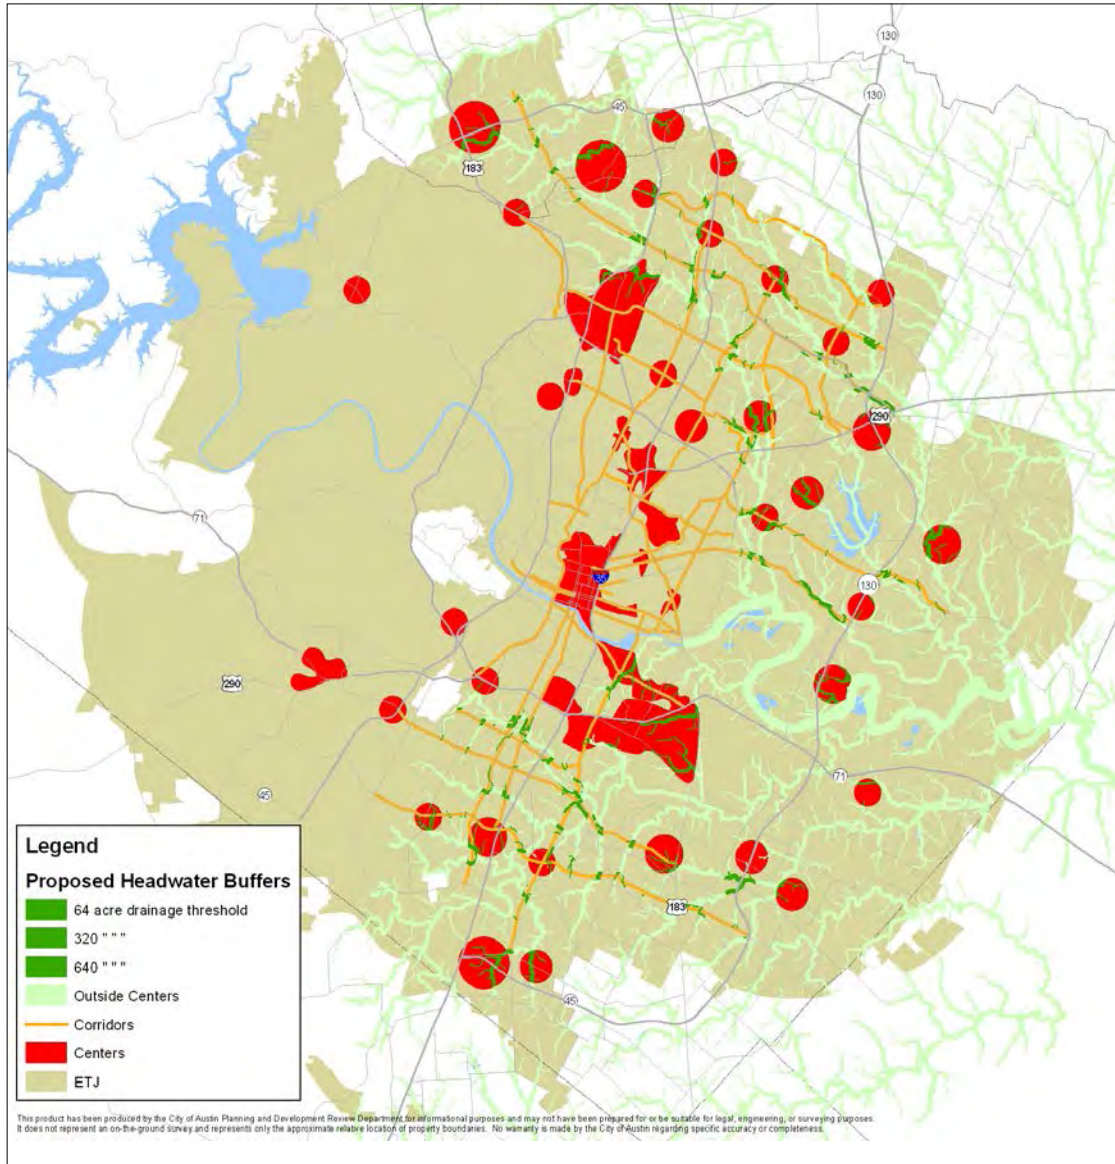 130
45
130
183
290
71
35
130
290
71
45
183
45
Legend
Proposed Headwater Buffers
64 acre drainage threshold
320 " " "
640 " " "
Outside Centers
Corridors
Centers
ETJ
This product has been produced by the City of Austin Planning and Development Review Department for informational purposes and may not have been prepared for or be suitable for legal, engineering, or surveying purposes.
It does not represent an on-the-ground survey and represents only the approximate relative location of property boundaries. No warranty is made by the City of Austin regarding specific accuracy or completeness.